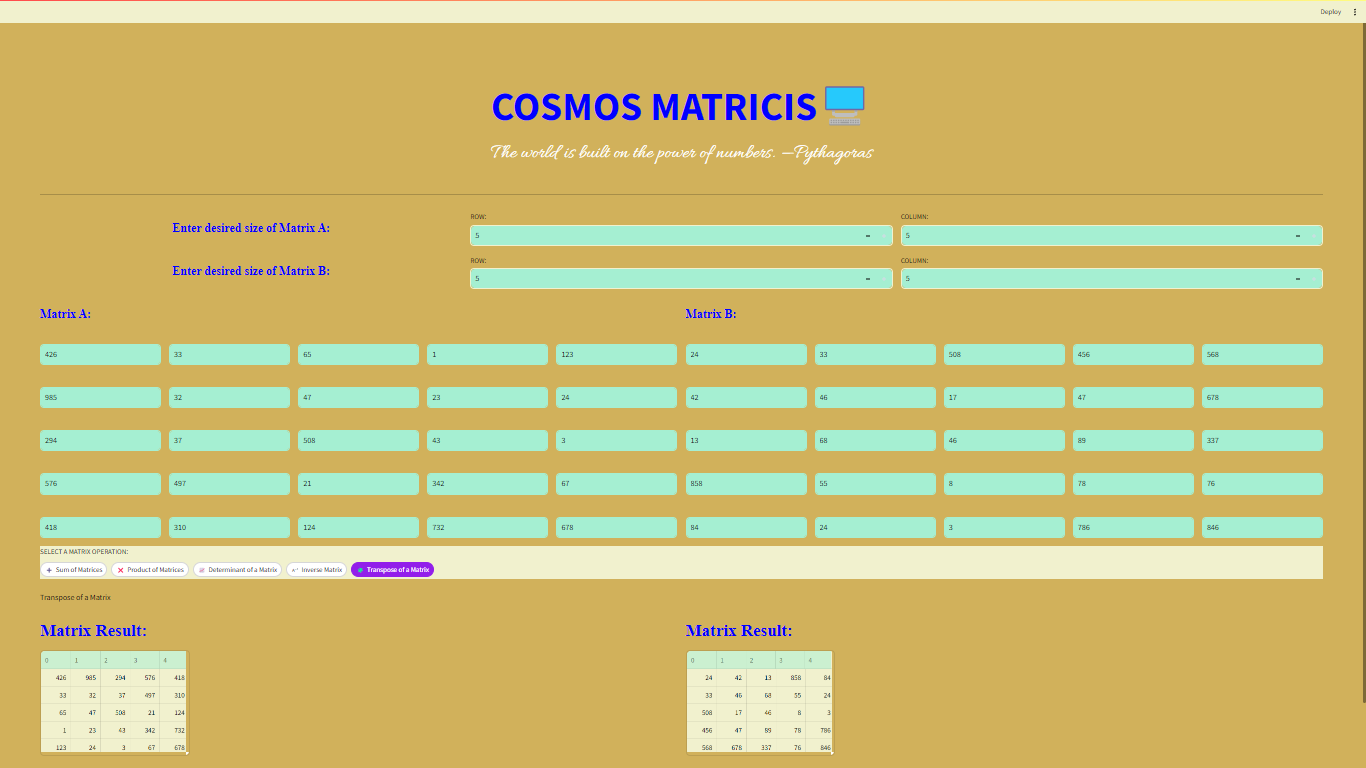 Deploy
COSMOS MATRICIS
The world is built on the power of numbers. —Pythagoras
Enter desired size of Matrix A:
ROW:
5
COLUMN:
5
Enter desired size of Matrix B:
ROW:
5
COLUMN:
5
Matrix A: Matrix B:
426 33 65 1 123 24 33 508 456 568
985 32 47 23 24 42 46 17 47 678
294 37 508 43 3 13 68 46 89 337
576 497 21 342 67 858 55 8 78 76
418 310 124 732 678 84 24 3 786 846
SELECT A MATRIX OPERATION:
Sum of Matrices Product of Matrices Determinant of a Matrix Inverse Matrix Transpose of a Matrix
Transpose of a Matrix
Matrix Result:
0 1 2 3 4
426 985 294 576 418
33 32 37 497 310
65 47 508 21 124
1 23 43 342 732
123 24 3 67 678
Matrix Result:
0 1 2 3 4
24 42 13 858 84
33 46 68 55 24
508 17 46 8 3
456 47 89 78 786
568 678 337 76 846